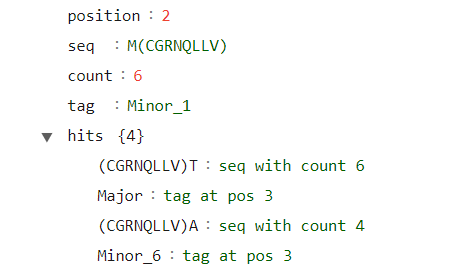 position : 2
seq : M(CGRNQLLV)
count : 6
tag : Minor_1
▼ hits {4}
(CGRNQLLV)T : seq with count 6
Major : tag at pos 3
(CGRNQLLV)A : seq with count 4
Minor_6 : tag at pos 3